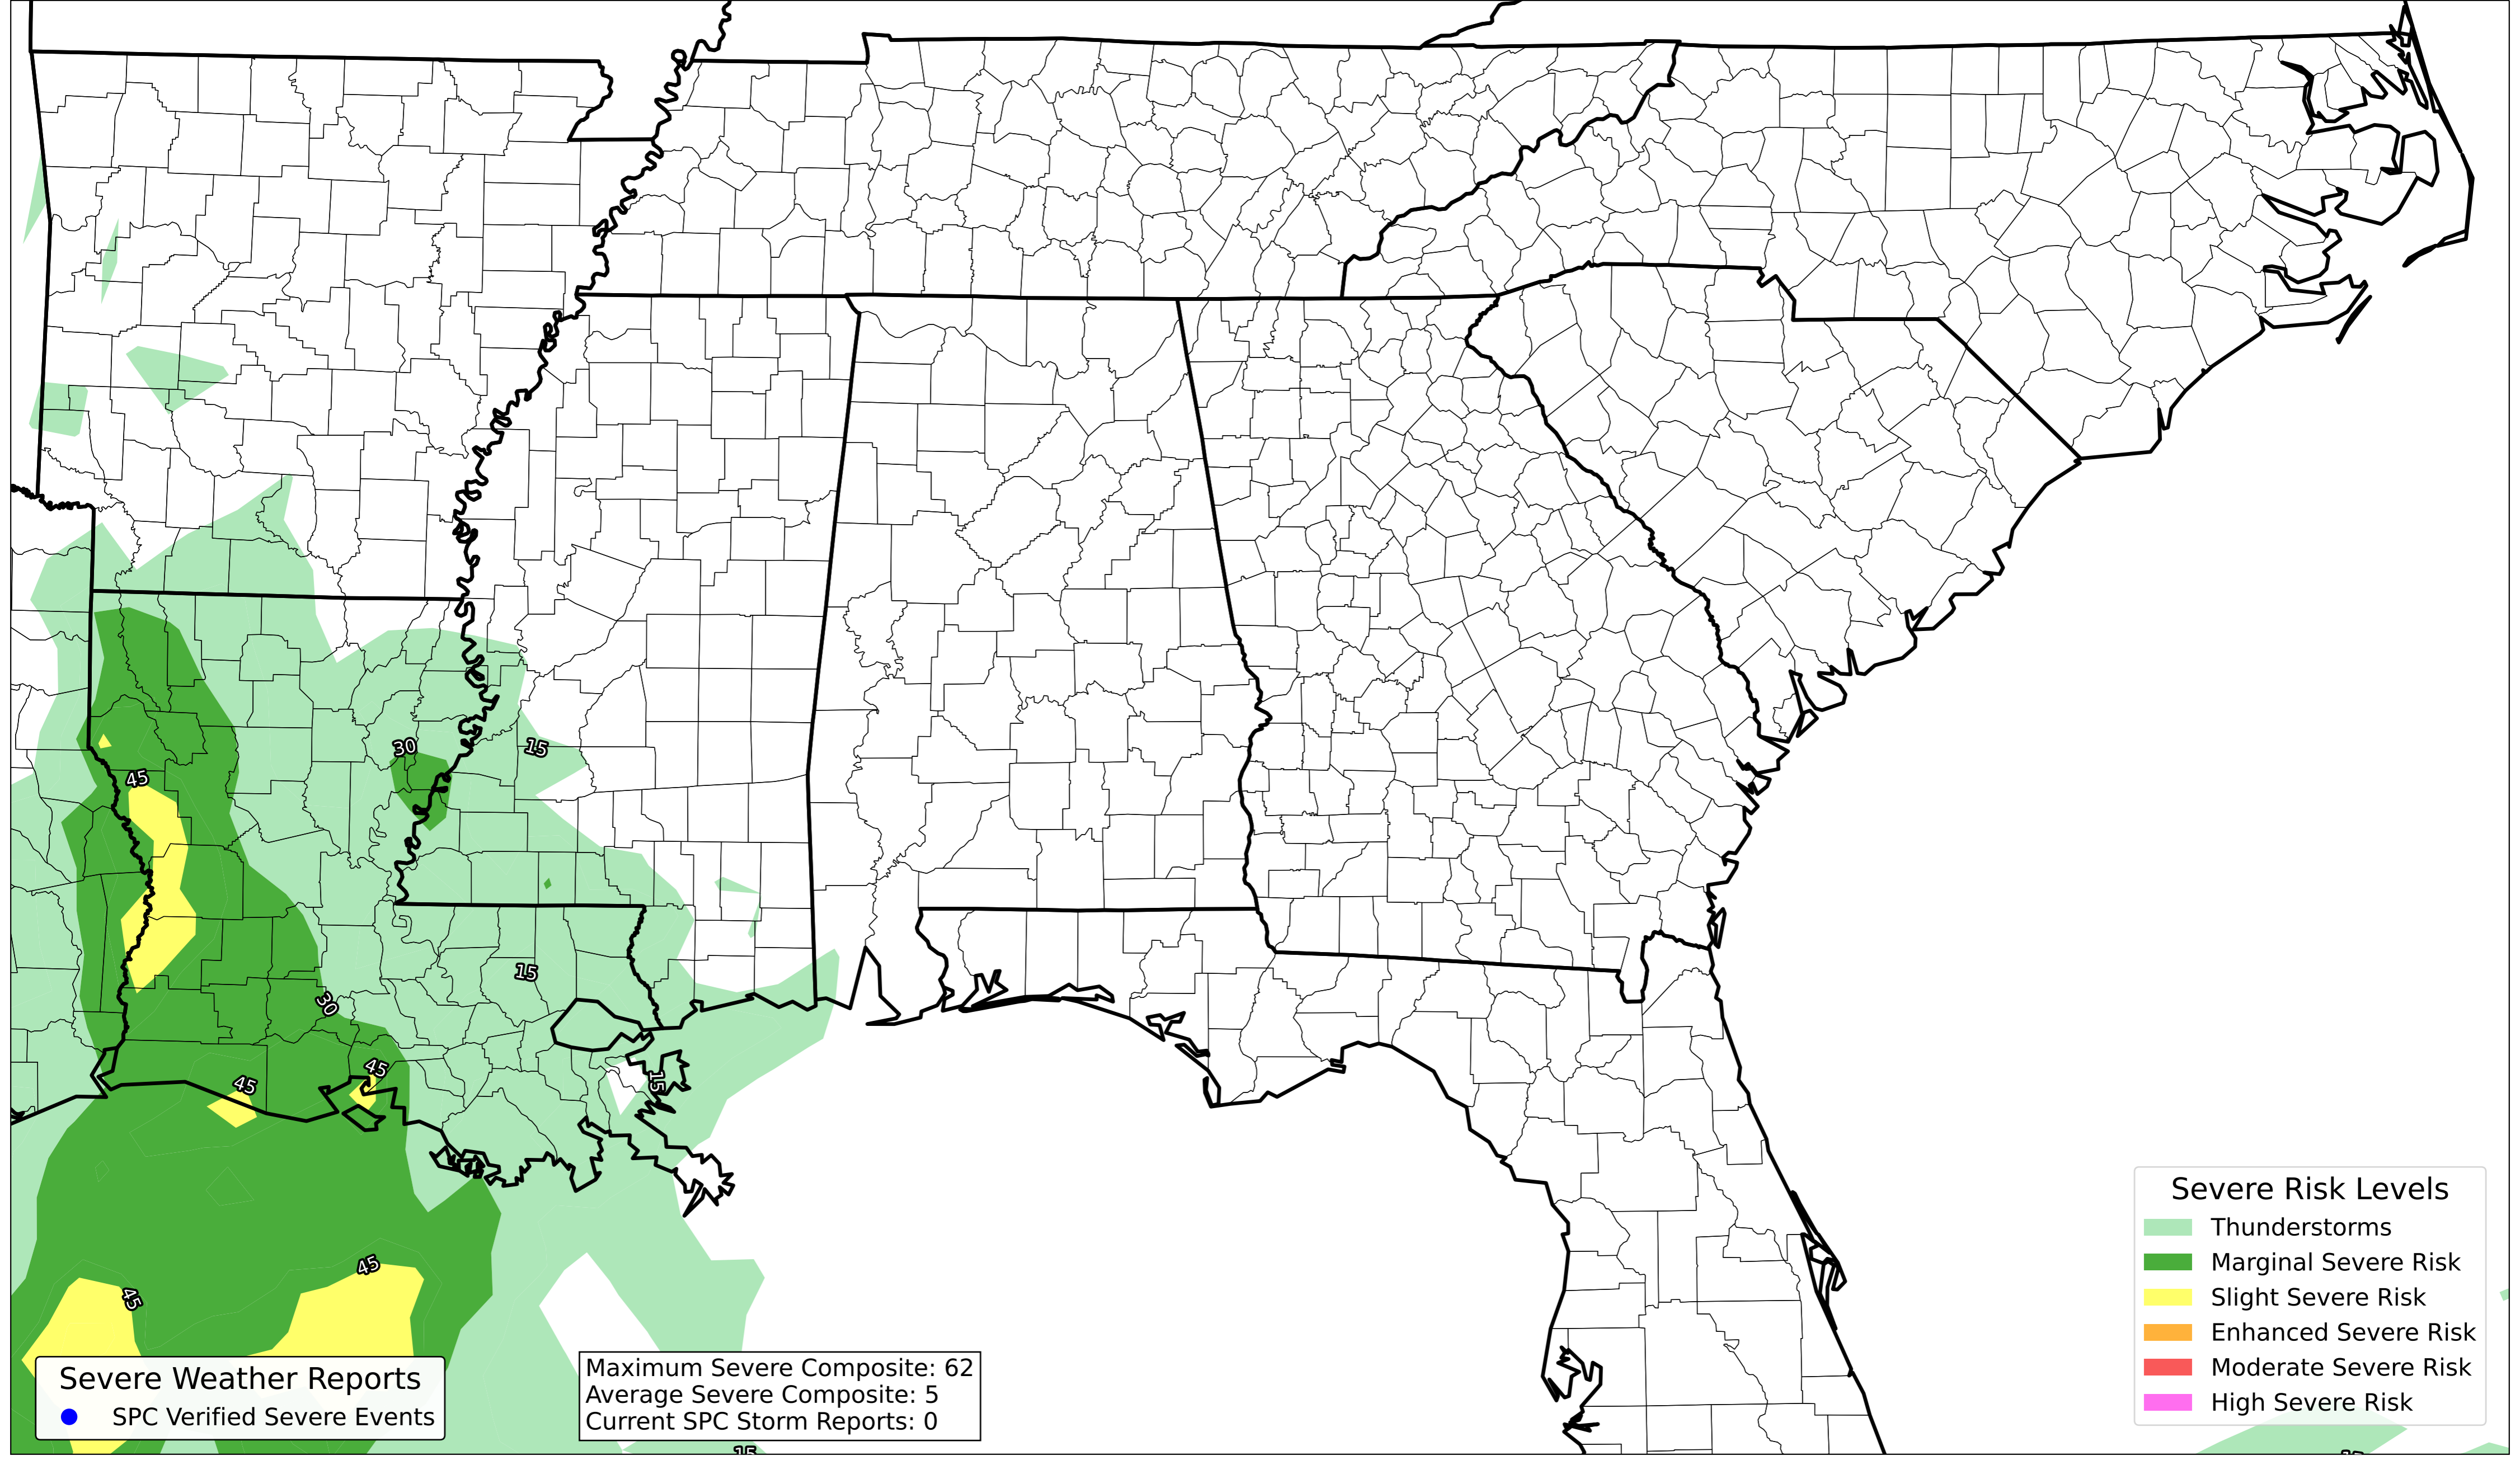 30
15
45
15
30
45
45
15
45
45
Severe Weather Reports
SPC Verified Severe Events
Maximum Severe Composite: 62
Average Severe Composite: 5
Current SPC Storm Reports: 0
15
Severe Risk Levels
Thunderstorms
Marginal Severe Risk
Slight Severe Risk
Enhanced Severe Risk
Moderate Severe Risk
High Severe Risk